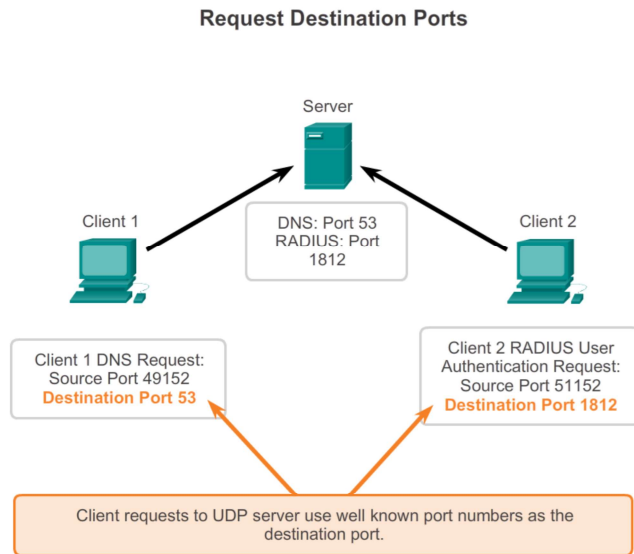 Request Destination Ports
Server
Client 1
Client 2
DNS: Port 53
RADIUS: Port
1812
Client 1 DNS Request:
Source Port 49152
Destination Port 53
Client 2 RADIUS User
Authentication Request:
Source Port 51152
Destination Port 1812
Client requests to UDP server use well known port numbers as the
destination port.